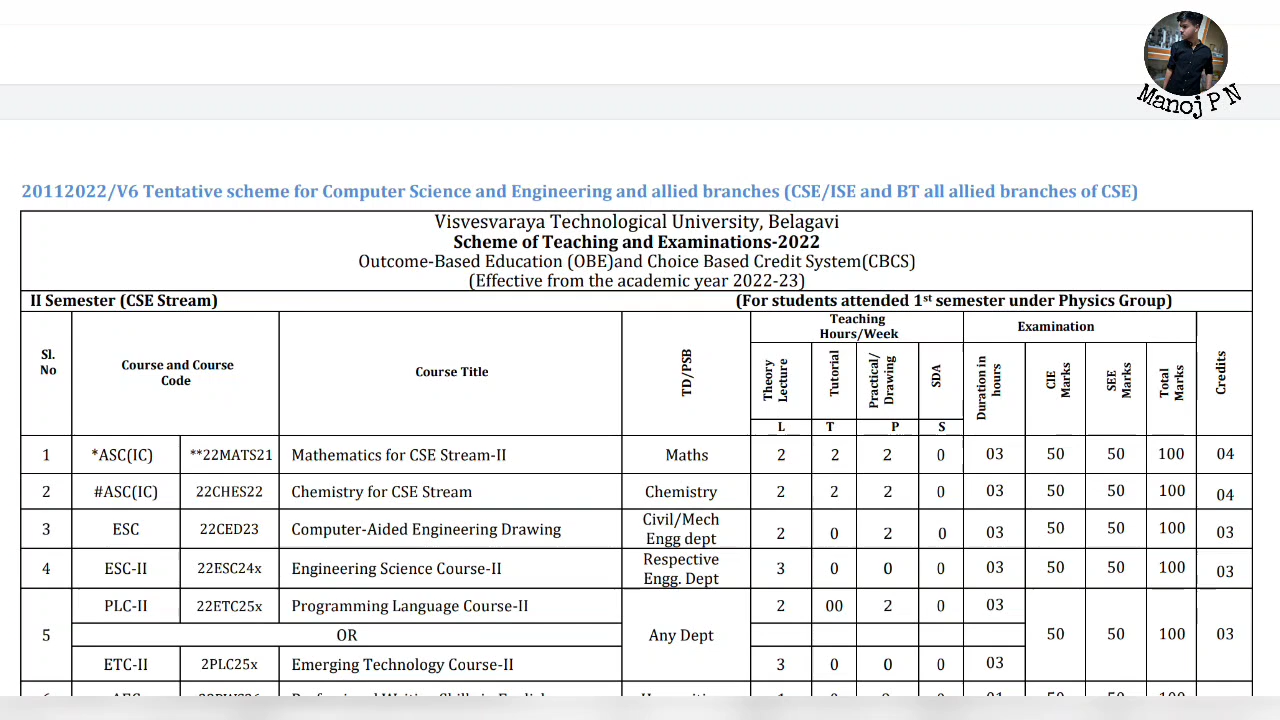 Manoj P N
20112022/V6 Tentative scheme for Computer Science and Engineering and allied branches (CSE/ISE and BT all allied branches of CSE)
Visvesvaraya Technological University, Belagavi
Scheme of Teaching and Examinations-2022
Outcome-Based Education (OBE)and Choice Based Credit System(CBCS)
(Effective from the academic year 2022-23)
II Semester (CSE Stream) (For students attended 1st semester under Physics Group)
Sl. No
Course and Course Code
Course Title
TD/PSB
Teaching Hours/Week
Examination
Credits
Theory Lecture
Tutorial
Practical/ Drawing
SDA
Duration in hours
CIE Marks
SEE Marks
Total Marks
L T P S
1 *ASC(IC) **22MATS21 Mathematics for CSE Stream-II Maths 2 2 2 0 03 50 50 100 04
2 #ASC(IC) 22CHES22 Chemistry for CSE Stream Chemistry 2 2 2 0 03 50 50 100 04
3 ESC 22CED23 Computer-Aided Engineering Drawing Civil/Mech Engg dept 2 0 2 0 03 50 50 100 03
4 ESC-II 22ESC24x Engineering Science Course-II Respective Engg. Dept 3 0 0 0 03 50 50 100 03
PLC-II 22ETC25x Programming Language Course-II 2 00 2 0 03
5 OR Any Dept 50 50 100 03
ETC-II 2PLC25x Emerging Technology Course-II 3 0 0 0 03